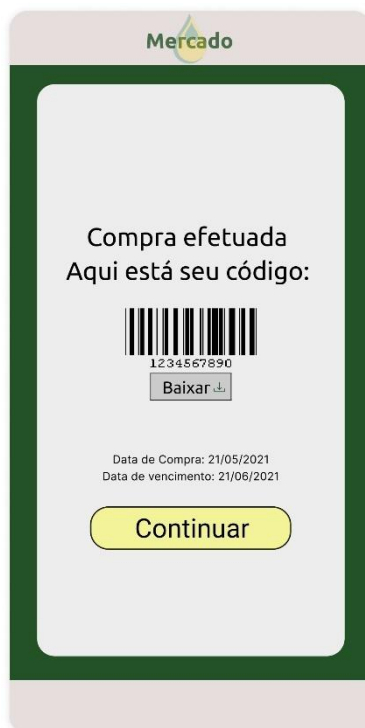 Mercado
Compra efetuada
Aqui está seu código:
1234567890
Baixar
Data de Compra: 21/05/2021
Data de vencimento: 21/06/2021
Continuar